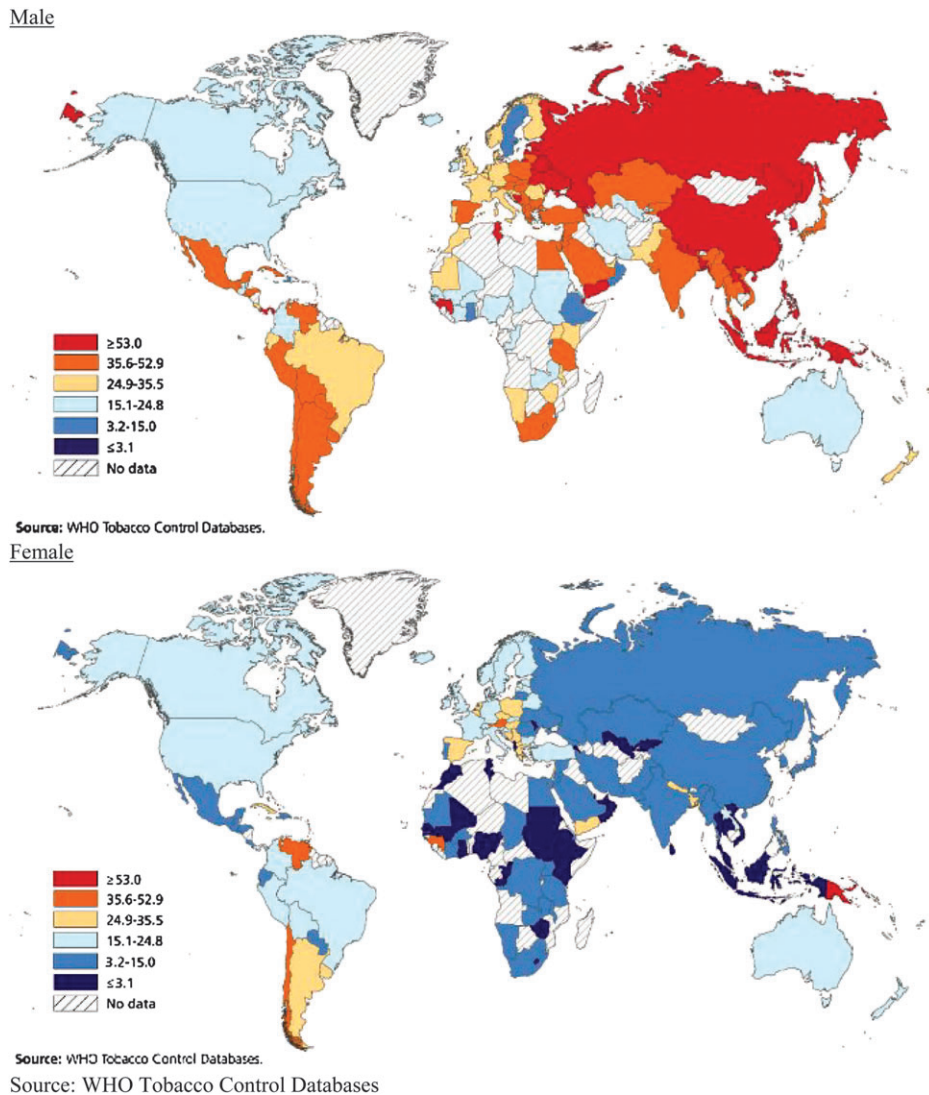 Male
≥53.0
35.6-52.9
24.9-35.5
15.1-24.8
3.2-15.0
≤3.1
No data
Source: WHO Tobacco Control Databases.
Female
≥53.0
35.6-52.9
24.9-35.5
15.1-24.8
3.2-15.0
≤3.1
No data
Source: WHO Tobacco Control Databases.
Source: WHO Tobacco Control Databases